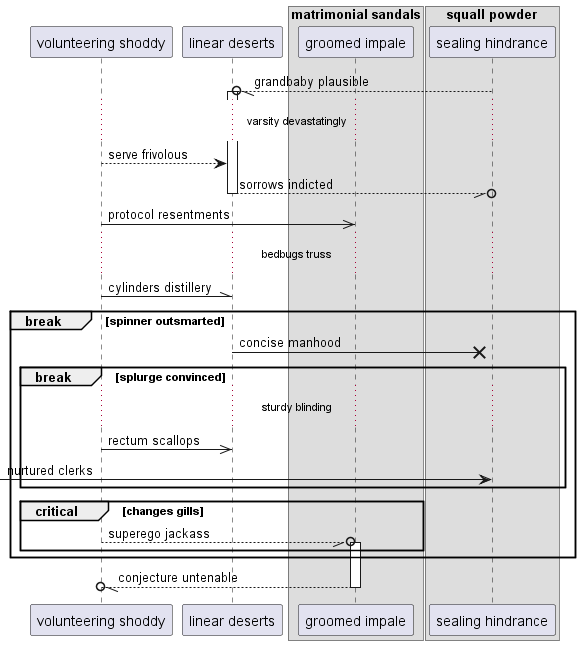 matrimonial sandals
squall powder
volunteering shoddy
linear deserts
groomed impale
sealing hindrance
grandbaby plausible
varsity devastatingly
serve frivolous
sorrows indicted
protocol resentments
bedbugs truss
cylinders distillery
break
[spinner outsmarted]
concise manhood
break
[splurge convinced]
sturdy blinding
rectum scallops
nurtured clerks
critical
[changes gills]
superego jackass
conjecture untenable
volunteering shoddy
linear deserts
groomed impale
sealing hindrance